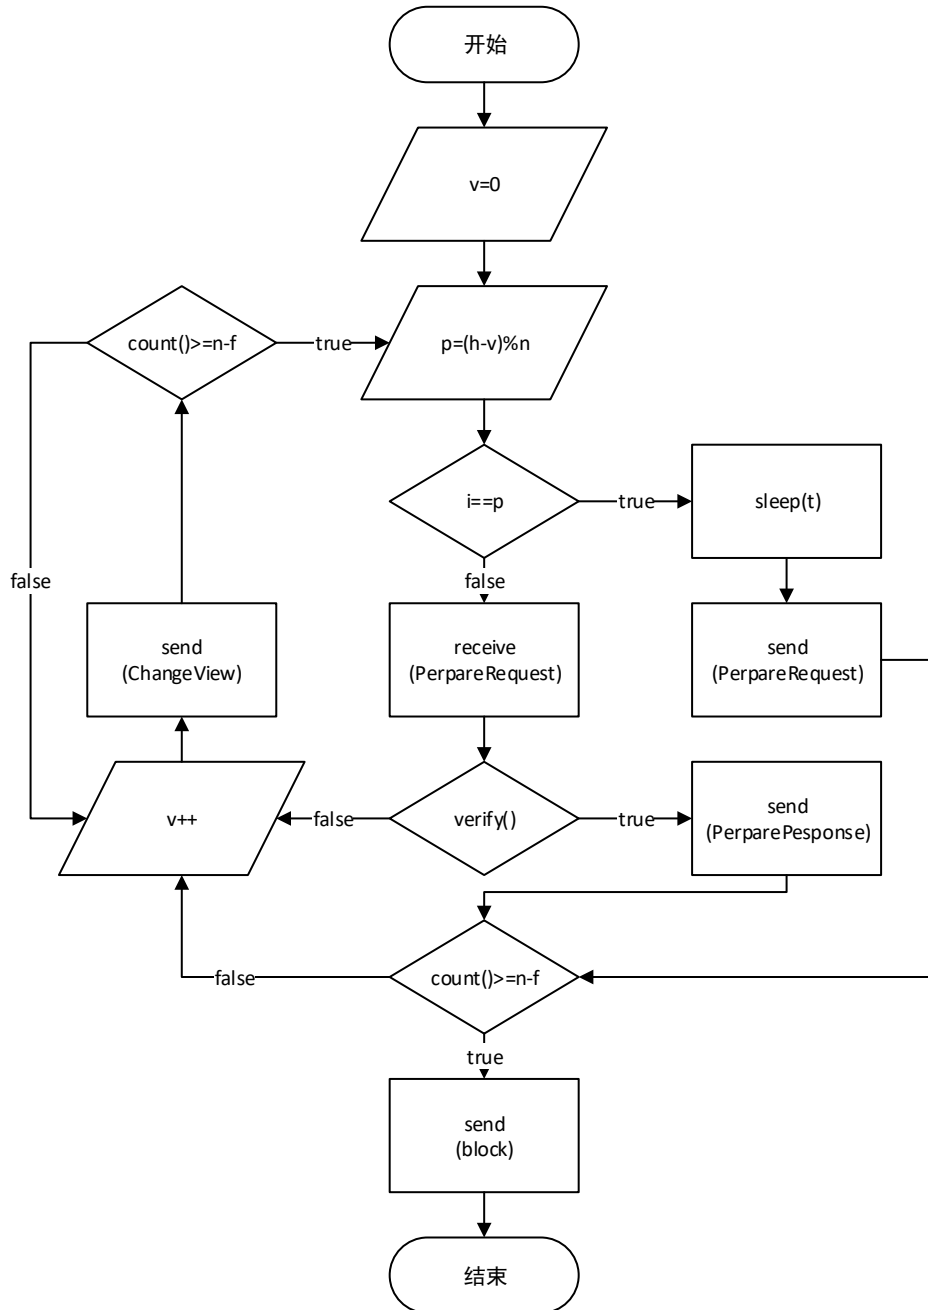 开始
v=0
count()>=n-f
true
p=(h-v)%n
i==p
true
sleep(t)
false
false
send
(ChangeView)
receive
(PerpareRequest)
send
(PerpareRequest)
v++
false
verify()
true
send
(PerparePesponse)
false
count()>=n-f
true
send
(block)
结束